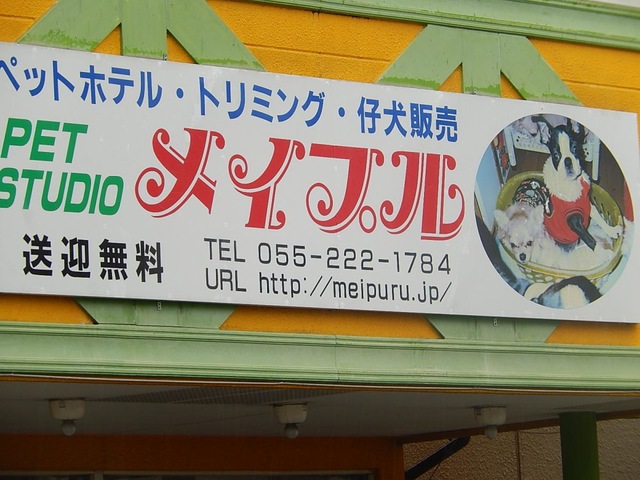 ペットホテル・トリミング・仔犬販売
PET
STUDIO
メイプル
送迎無料
TEL 055-222-1784
URL http://meipuru.jp/